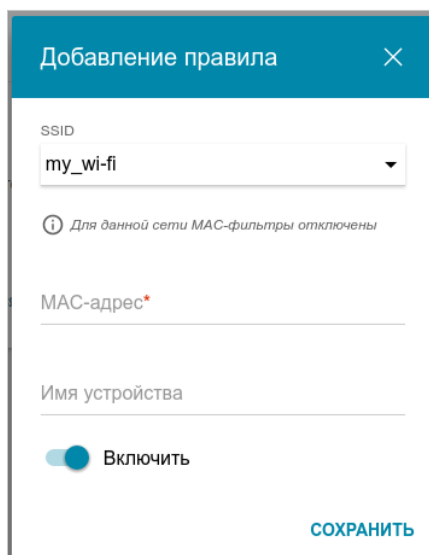 Добавление правила
SSID
my_wi-fi
Для данной сети MAC-фильтры отключены
MAC-адрес*
Имя устройства
Включить
СОХРАНИТЬ